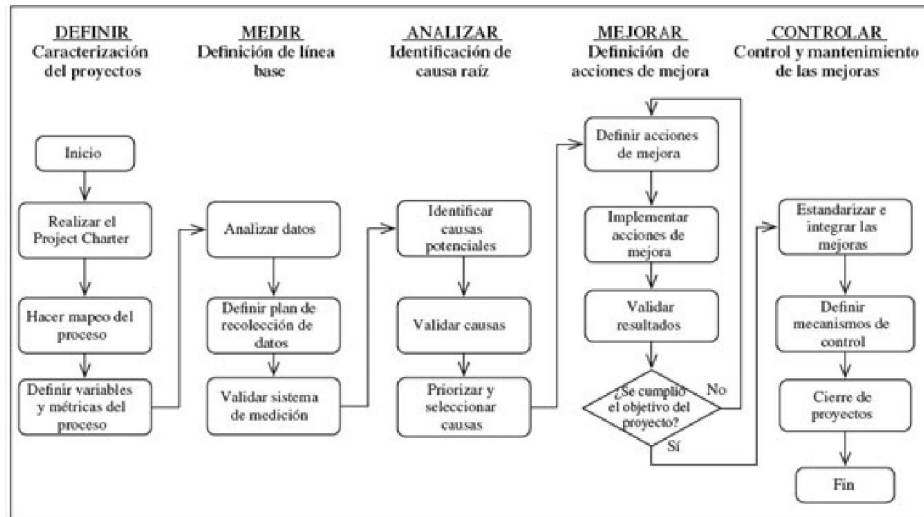 DEFINIR
Caracterización
del proyectos
MEDIR
Definición de línea
base
ANALIZAR
Identificación de
causa raíz
MEJORAR
Definición de
acciones de mejora
CONTROLAR
Control y mantenimiento
de las mejoras
Inicio
Realizar el
Project Charter
Hacer mapeo del
proceso
Definir variables
y métricas del
proceso
Analizar datos
Definir plan de
recolección de
datos
Validar sistema
de medición
Identificar
causas
potenciales
Validar causas
Priorizar y
seleccionar
causas
Definir acciones
de mejora
Implementar
acciones de
mejora
Validar
resultados
¿Se cumplió
el objetivo del
proyecto?
No
Sí
Estandarizar e
integrar las
mejoras
Definir
mecanismos de
control
Cierre de
proyectos
Fin